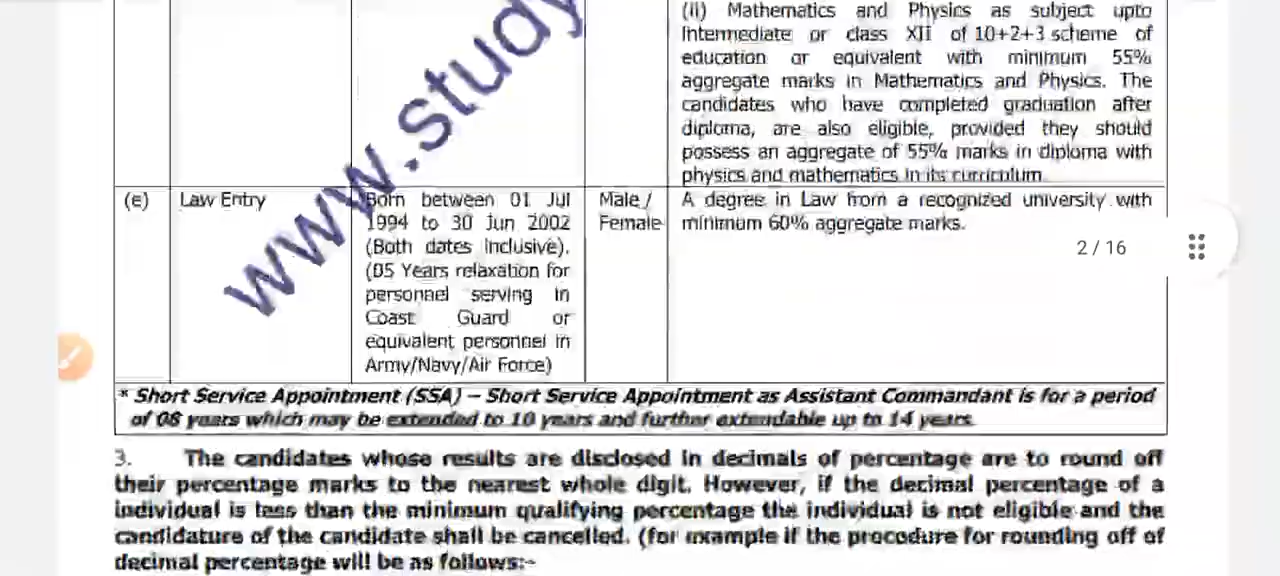 (ii) Mathematics and Physics as subject upto
Intermediate or class XII of 10+2+3 scheme of
education or equivalent with minimum 55%
aggregate marks in Mathematics and Physics. The
candidates who have completed graduation after
diploma, are also eligible, provided they should
possess an aggregate of 55% marks in diploma with
physics and mathematics in its curriculum.
(e) Law Entry Born between 01 Jul Male / A degree in Law from a recognized university with
1994 to 30 Jun 2002 Female minimum 60% aggregate marks.
(Both dates inclusive).
(05 Years relaxation for
personnel serving in
Coast Guard or
equivalent personnel in
Army/Navy/Air Force)
2 / 16
www.study
* Short Service Appointment (SSA) – Short Service Appointment as Assistant Commandant is for a period
of 08 years which may be extended to 10 years and further extendable up to 14 years.
3. The candidates whose results are disclosed in decimals of percentage are to round off
their percentage marks to the nearest whole digit. However, if the decimal percentage of a
individual is less than the minimum qualifying percentage the individual is not eligible and the
candidature of the candidate shall be cancelled. (for example if the procedure for rounding off of
decimal percentage will be as follows:-